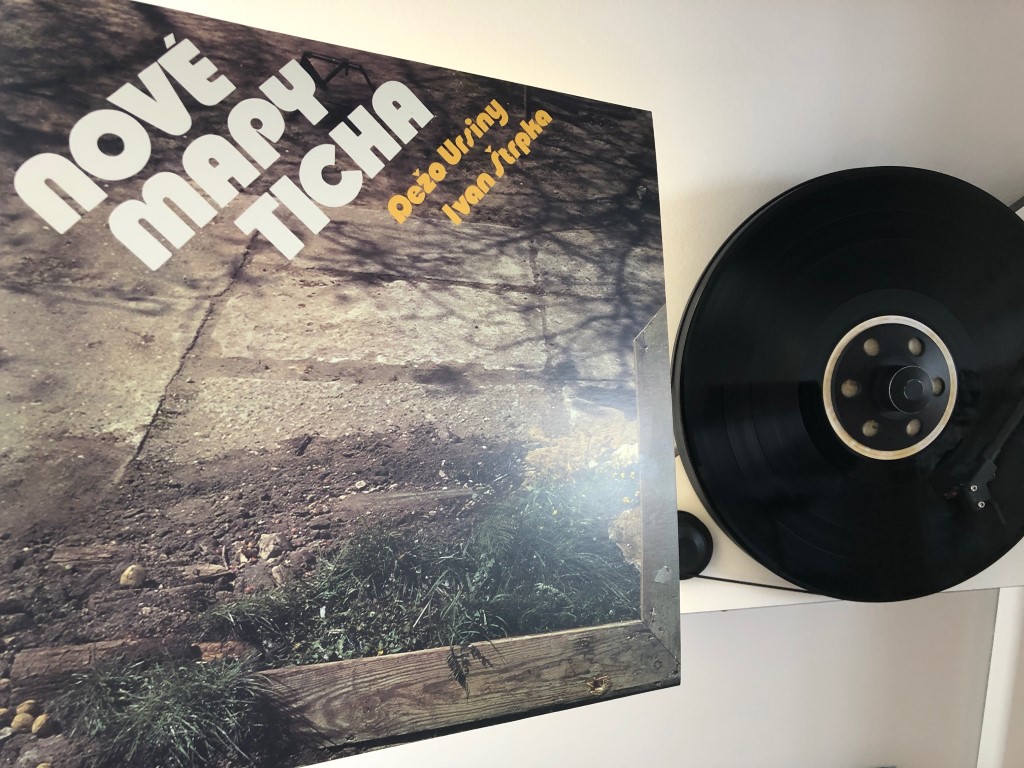 NOVÉ
MAPY
TICHA
Dežo Ursiny
Ivan Štrpka